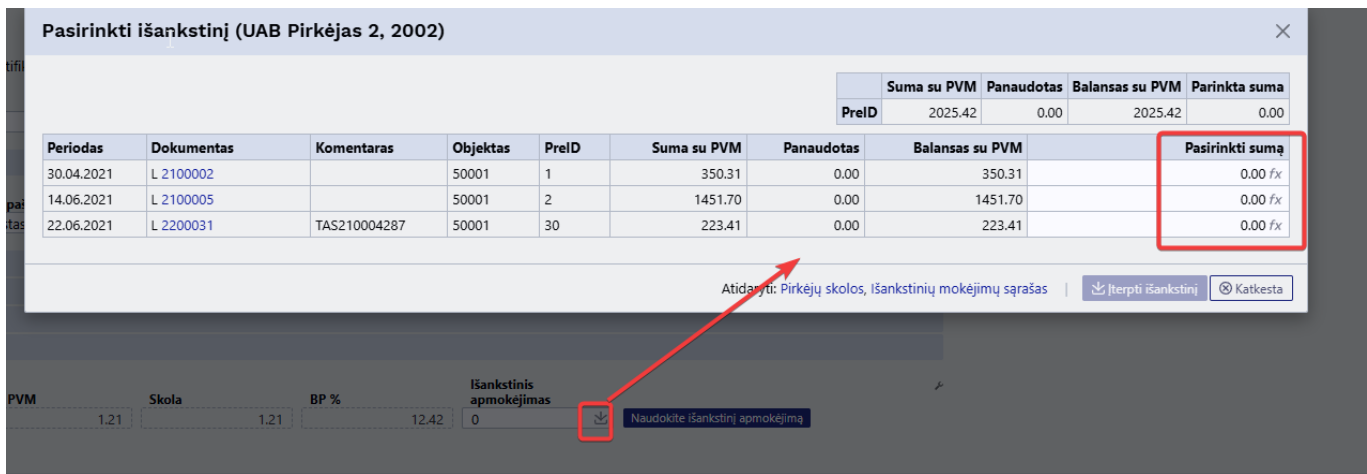 Pasirinkti išankstinį (UAB Pirkėjas 2, 2002)
Suma su PVM Panaudotas Balansas su PVM Parinkta suma
PreID 2025.42 0.00 2025.42 0.00
Periodas Dokumentas Komentaras Objektas PreID Suma su PVM Panaudotas Balansas su PVM Pasirinkti sumą
30.04.2021 L 2100002 50001 1 350.31 0.00 350.31 0.00 fx
14.06.2021 L 2100005 50001 2 1451.70 0.00 1451.70 0.00 fx
22.06.2021 L 2200031 TAS210004287 50001 30 223.41 0.00 223.41 0.00 fx
Atidaryti: Pirkėjų skolos, Išankstinių mokėjimų sąrašas | Įterpti išankstinį Katkesta
Išankstinis
PVM Skola BP % apmokėjimas
1.21 1.21 12.42 0 Naudokite išankstinį apmokėjimą